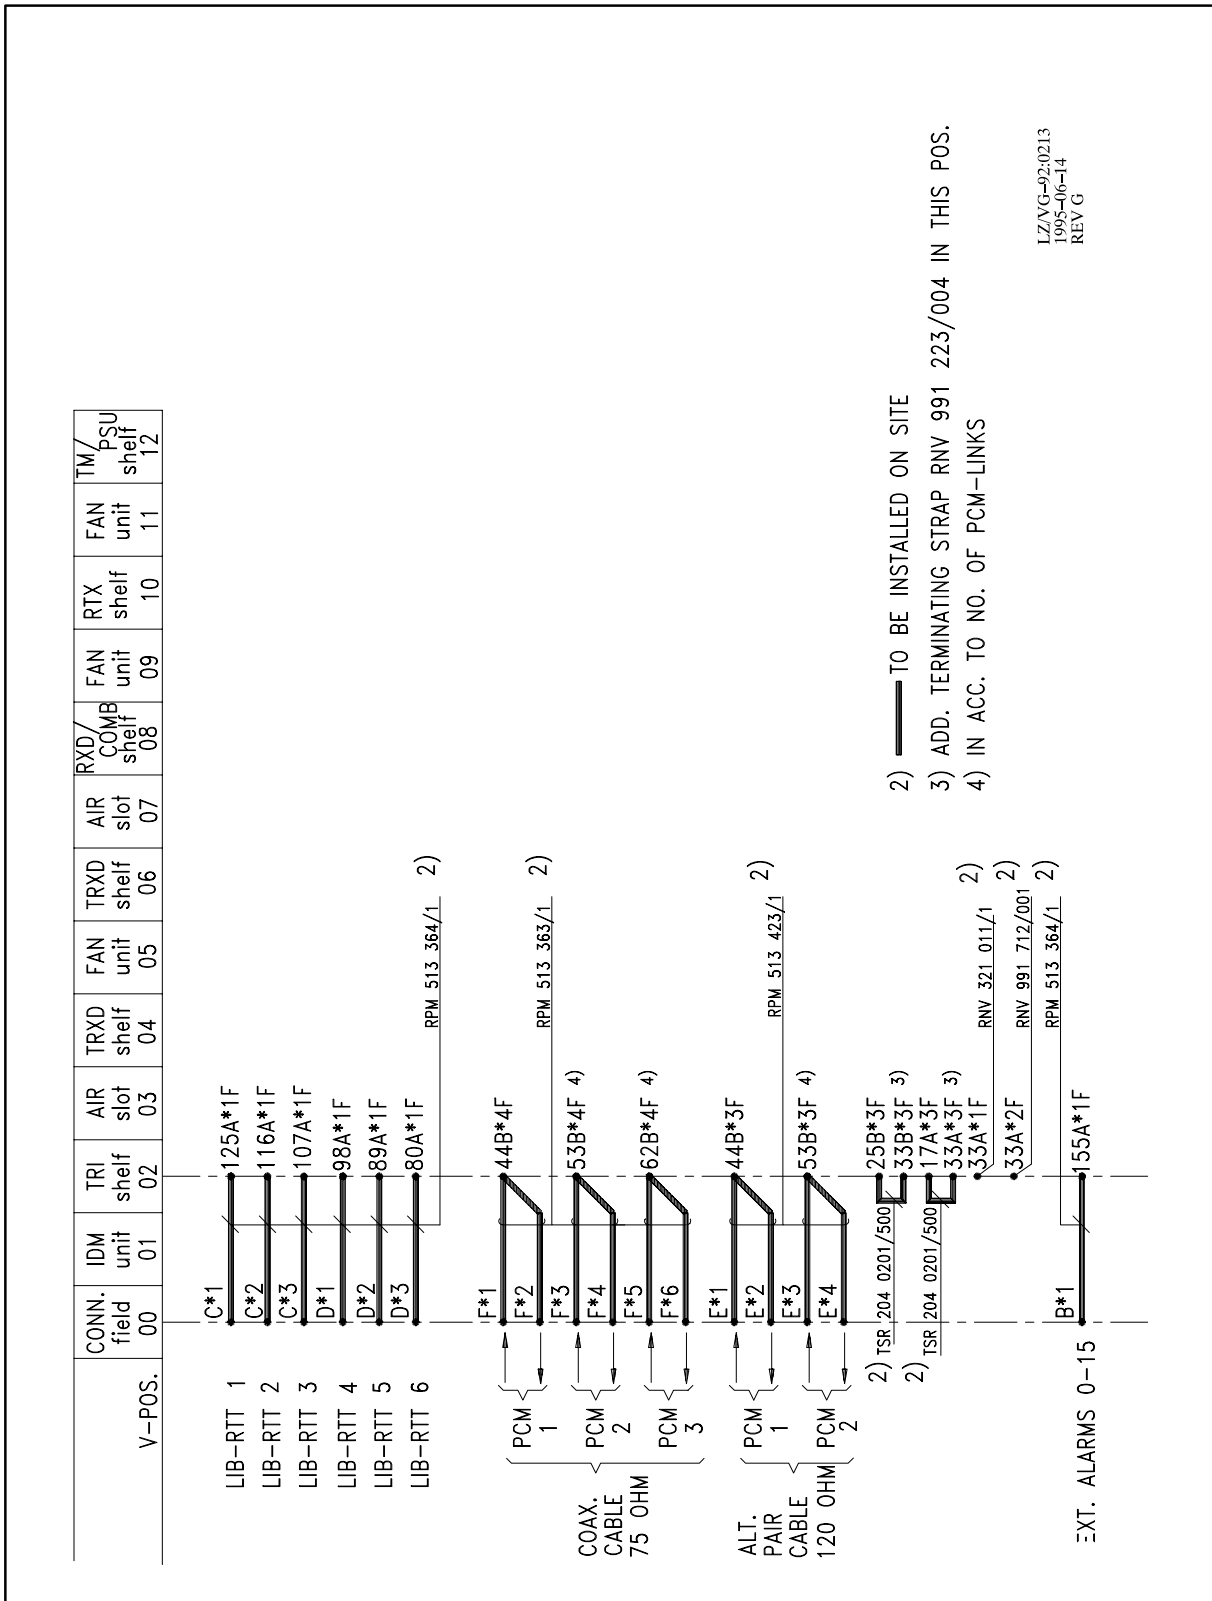 V-POS.
CONN. field 00
IDM unit 01
TRI shelf 02
AIR slot 03
TRXD shelf 04
FAN unit 05
TRXD shelf 06
AIR slot 07
RXD/ COMB shelf 08
FAN unit 09
RTX shelf 10
FAN unit 11
TM/ PSU shelf 12
LIB-RTT 1 C*1 125A*1F
LIB-RTT 2 C*2 116A*1F
LIB-RTT 3 C*3 107A*1F
LIB-RTT 4 D*1 98A*1F
LIB-RTT 5 D*2 89A*1F
LIB-RTT 6 D*3 80A*1F
RPM 513 364/1 2)
COAX.
CABLE
75 OHM
PCM 1
F*1 44B*4F
F*2
RPM 513 363/1 2)
PCM 2
F*3 53B*4F 4)
F*4
PCM 3
F*5 62B*4F 4)
F*6
ALT.
PAIR
CABLE
120 OHM
PCM 1
E*1 44B*3F
E*2
RPM 513 423/1 2)
PCM 2
E*3 53B*3F 4)
E*4
25B*3F
2) TSR 204 0201/500 33B*3F 3)
17A*3F
2) TSR 204 0201/500 33A*3F 3)
33A*1F
RNV 321 011/1 2)
33A*2F
RNV 991 712/001 2)
RPM 513 364/1 2)
EXT. ALARMS 0-15 B*1 155A*1F
2) TO BE INSTALLED ON SITE
3) ADD. TERMINATING STRAP RNV 991 223/004 IN THIS POS.
4) IN ACC. TO NO. OF PCM-LINKS
LZ/VG-92:0213
1995-06-14
REV G